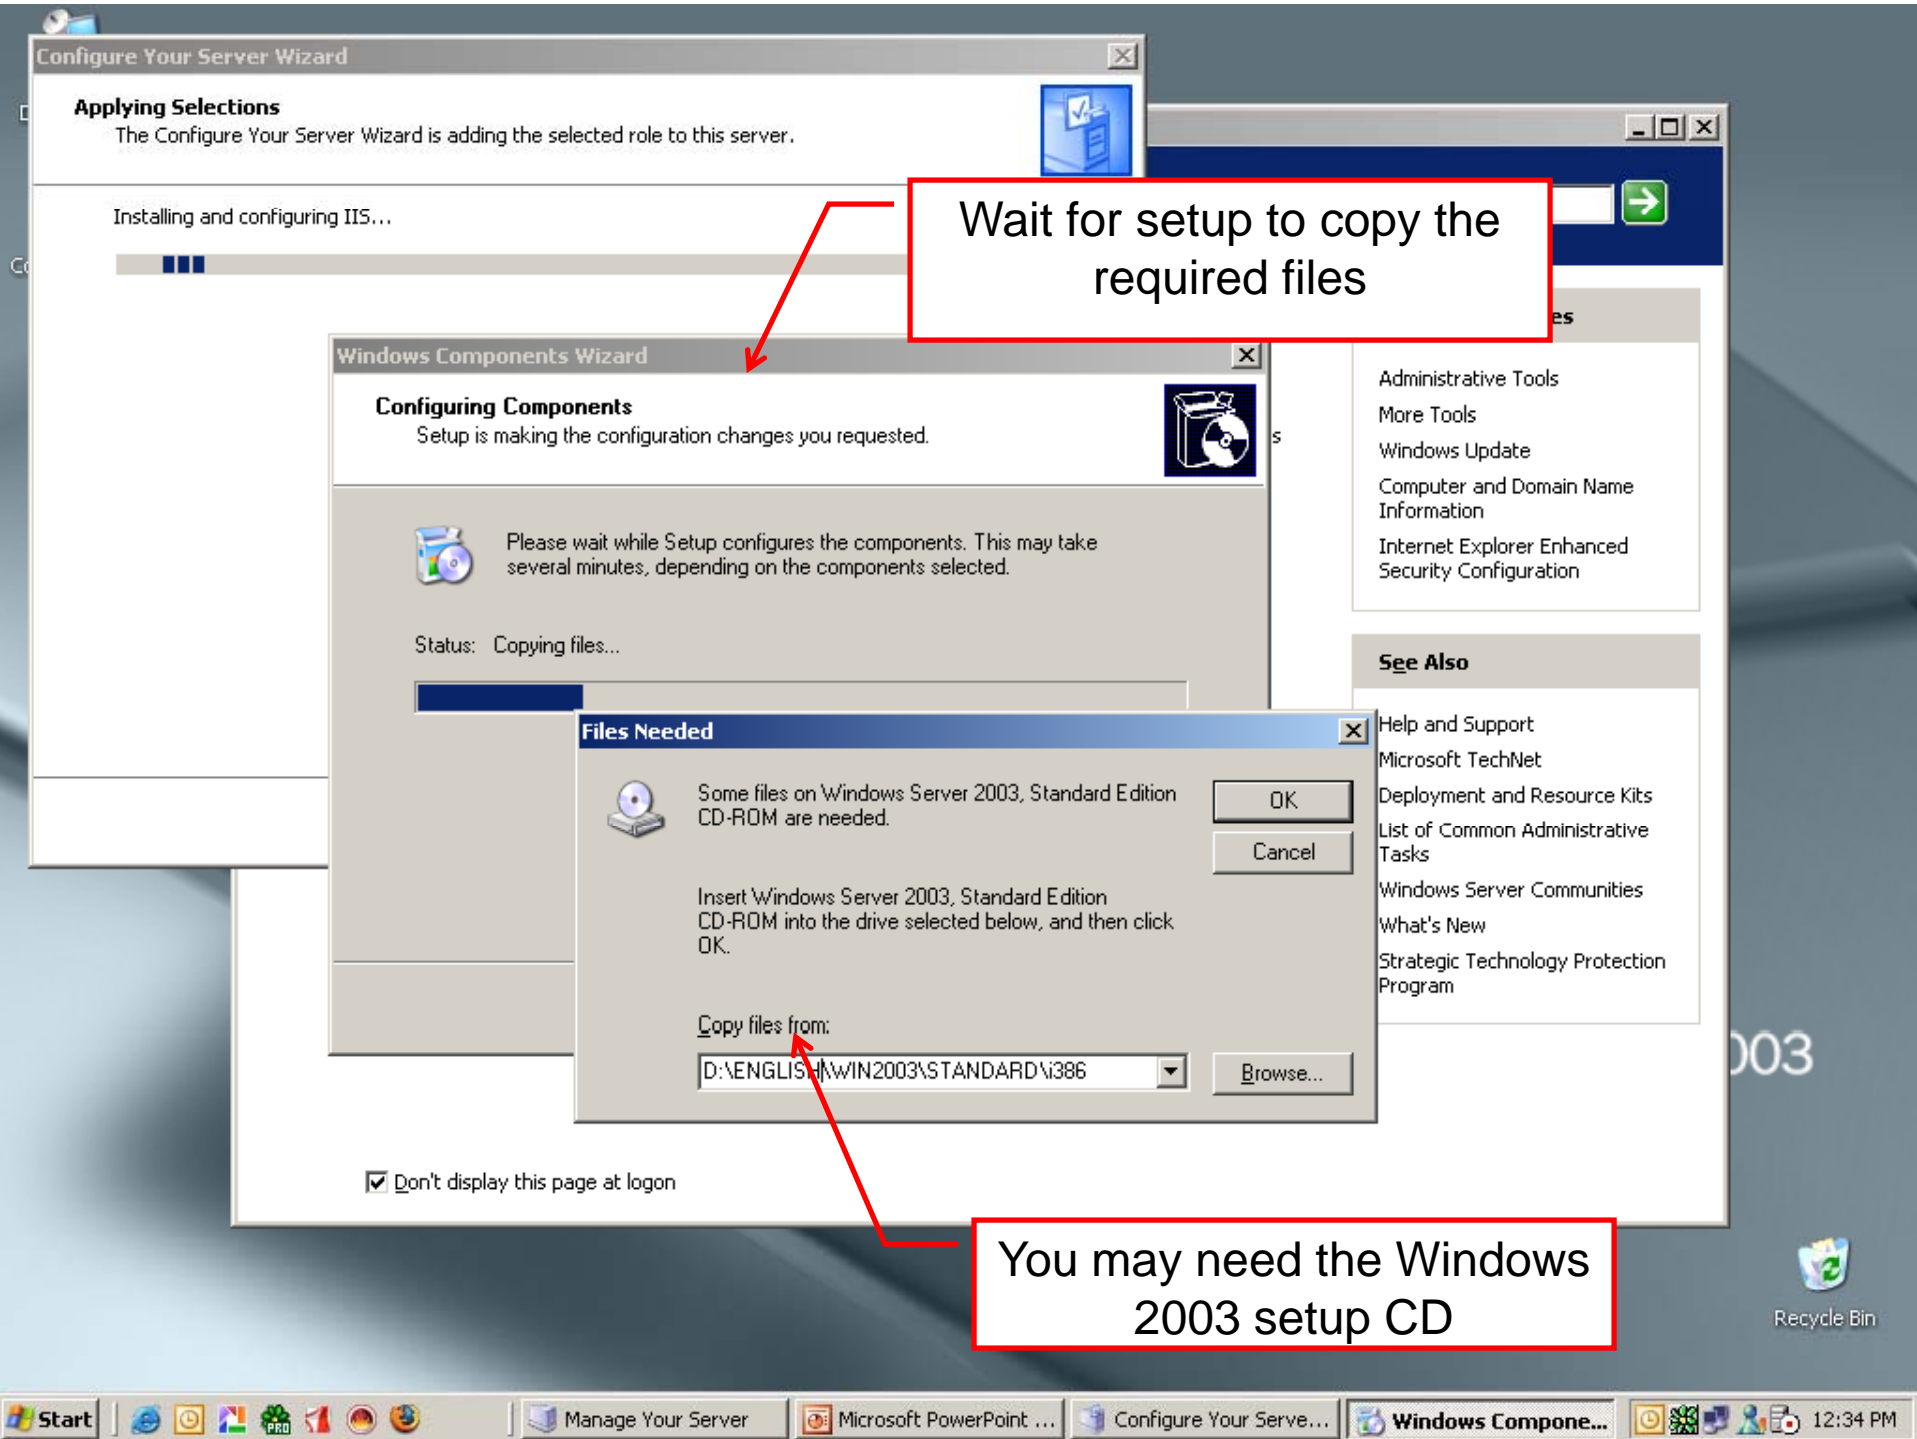 Configure Your Server Wizard
Applying Selections
The Configure Your Server Wizard is adding the selected role to this server.
Installing and configuring IIS...
Wait for setup to copy the
required files
es
Windows Components Wizard
Configuring Components
Setup is making the configuration changes you requested.
s
Please wait while Setup configures the components. This may take
several minutes, depending on the components selected.
Status: Copying files...
Administrative Tools
More Tools
Windows Update
Computer and Domain Name
Information
Internet Explorer Enhanced
Security Configuration
See Also
Help and Support
Microsoft TechNet
Deployment and Resource Kits
List of Common Administrative
Tasks
Windows Server Communities
What's New
Strategic Technology Protection
Program
Files Needed
Some files on Windows Server 2003, Standard Edition
CD-ROM are needed.
OK
Cancel
Insert Windows Server 2003, Standard Edition
CD-ROM into the drive selected below, and then click
OK.
Copy files from:
D:\ENGLISH\WIN2003\STANDARD\i386
Browse...
003
Don't display this page at logon
You may need the Windows
2003 setup CD
Recycle Bin
Start
Manage Your Server
Microsoft PowerPoint ...
Configure Your Serve...
Windows Compone...
12:34 PM